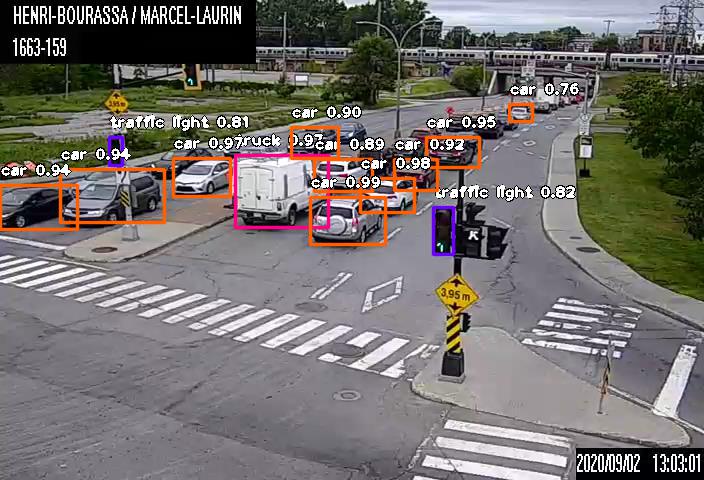 HENRI-BOURASSA / MARCEL-LAURIN
1663-159
car 0.76
car 0.90
traffic light 0.81
car 0.95
car 0.97
truck 0.97
car 0.89
car 0.92
car 0.94
car 0.94
car 0.98
car 0.99
traffic light 0.82
3,95 m
3,95 m
2020/09/02 13:03:01